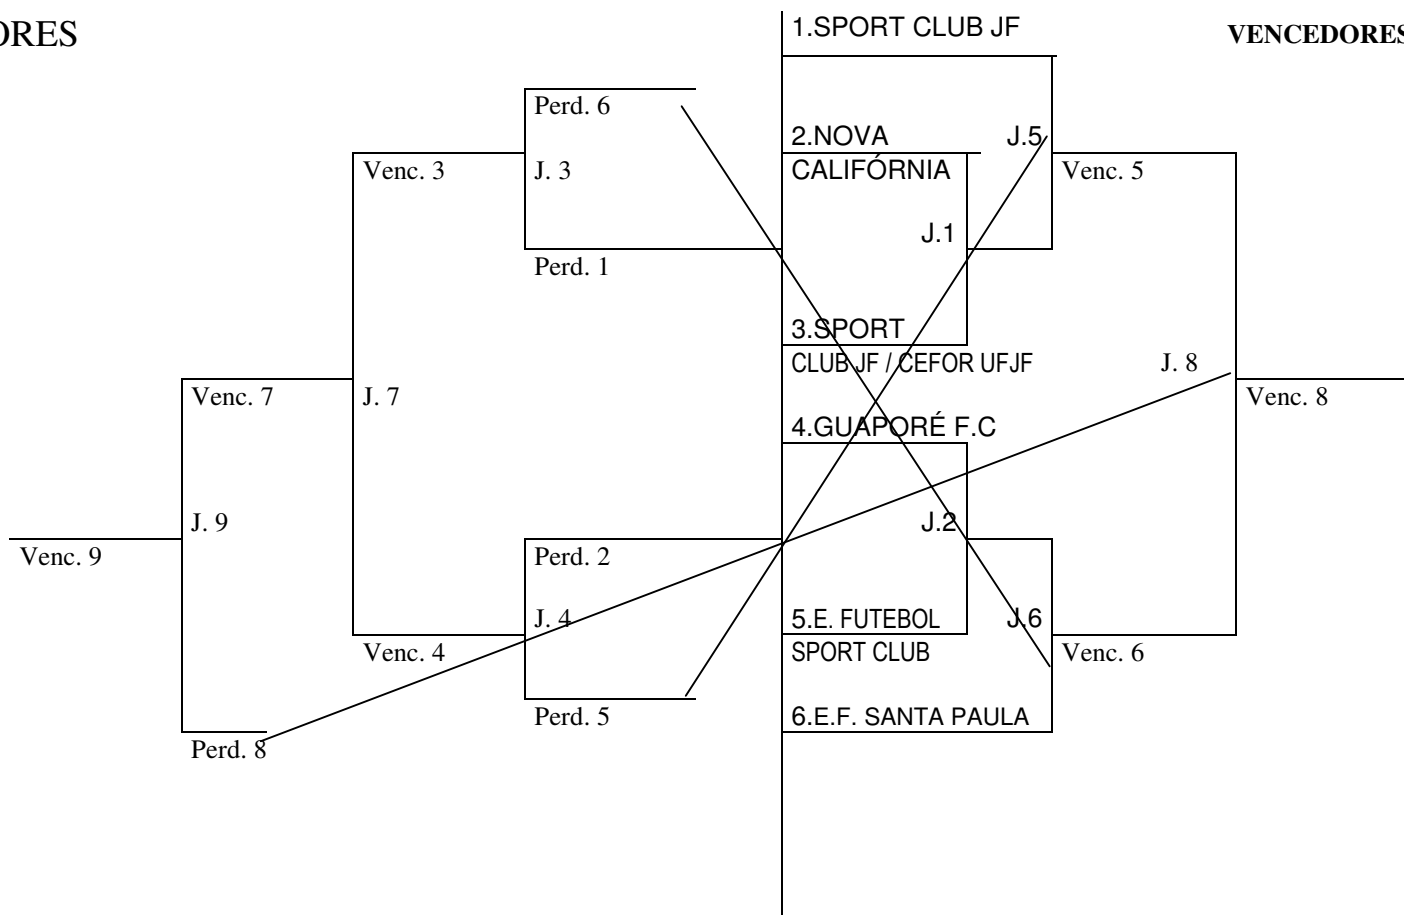 ORES
1.SPORT CLUB JF
VENCEDORES
Perd. 6
2.NOVA
CALIFÓRNIA
J.5
Venc. 3
J. 3
Venc. 5
J.1
Perd. 1
3.SPORT
CLUB JF / CEFOR UFJF
J. 8
Venc. 7
J. 7
Venc. 8
4.GUAPORÉ F.C
J. 9
J.2
Venc. 9
Perd. 2
J. 4
5.E. FUTEBOL
SPORT CLUB
J.6
Venc. 4
Venc. 6
Perd. 5
6.E.F. SANTA PAULA
Perd. 8